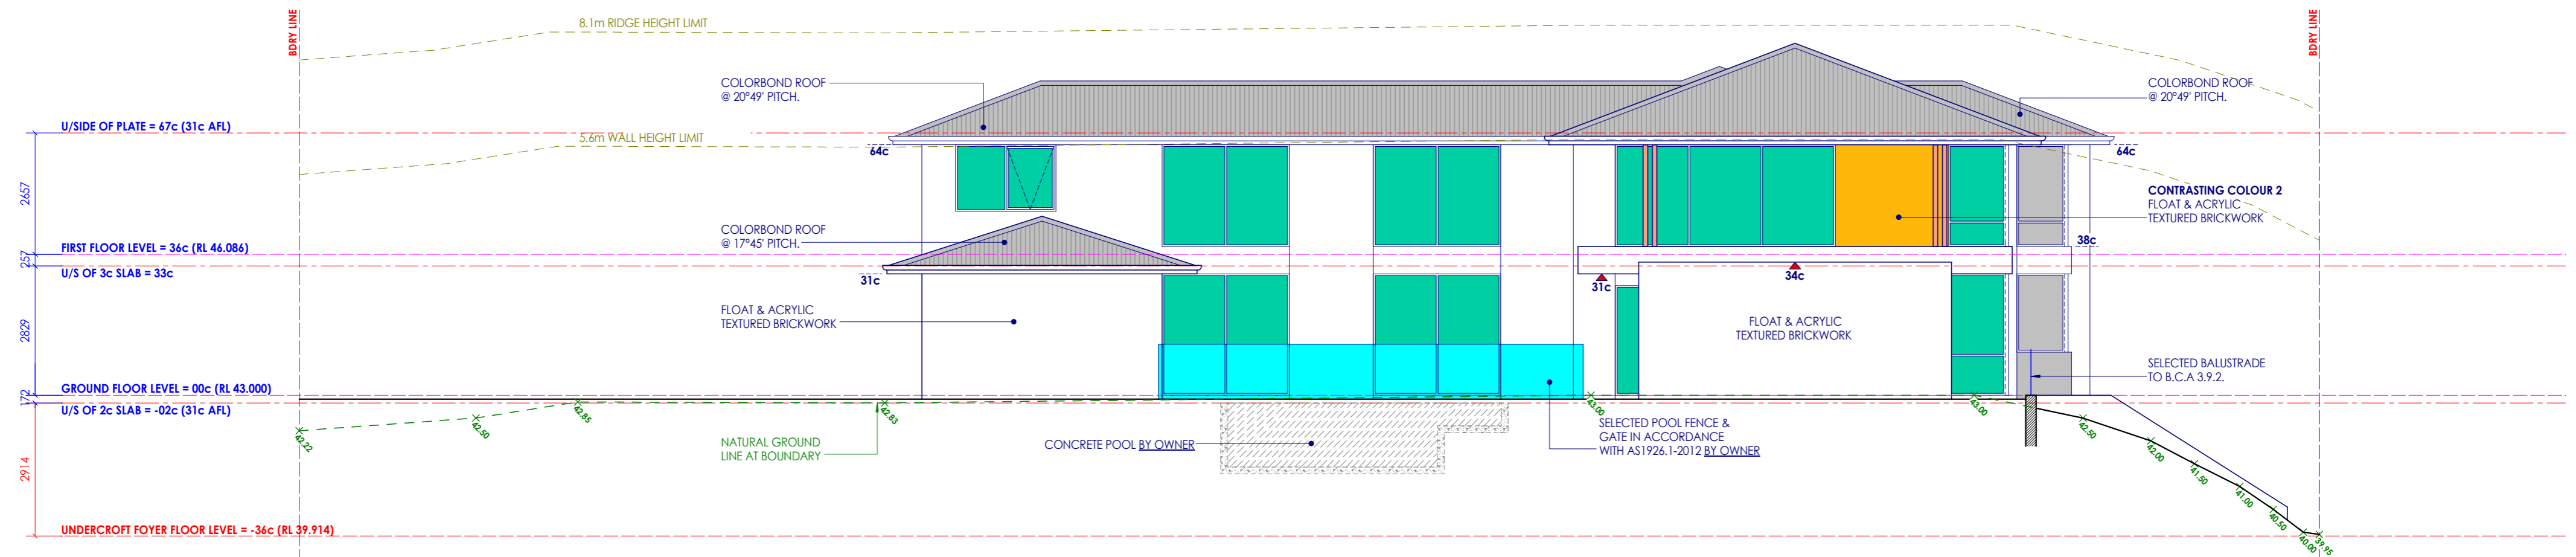 BDRY LINE
8.1m RIDGE HEIGHT LIMIT
BDRY LINE
COLORBOND ROOF
@ 20°49' PITCH.
COLORBOND ROOF
@ 20°49' PITCH.
U/SIDE OF PLATE = 67c (31c AFL)
5.6m WALL HEIGHT LIMIT
64c
64c
2657
CONTRASTING COLOUR 2
FLOAT & ACRYLIC
TEXTURED BRICKWORK
COLORBOND ROOF
@ 17°45' PITCH.
38c
FIRST FLOOR LEVEL = 36c (RL 46.086)
257
U/S OF 3c SLAB = 33c
31c
31c
34c
2829
FLOAT & ACRYLIC
TEXTURED BRICKWORK
FLOAT & ACRYLIC
TEXTURED BRICKWORK
SELECTED BALUSTRADE
TO B.C.A 3.9.2.
GROUND FLOOR LEVEL = 00c (RL 43.000)
172
U/S OF 2c SLAB = -02c (31c AFL)
42.22
42.50
42.85
42.83
43.00
43.00
42.50
42.00
41.50
41.00
40.50
40.00
39.95
NATURAL GROUND
LINE AT BOUNDARY
CONCRETE POOL BY OWNER
SELECTED POOL FENCE &
GATE IN ACCORDANCE
WITH AS1926.1-2012 BY OWNER
2914
UNDERCROFT FOYER FLOOR LEVEL = -36c (RL 39.914)